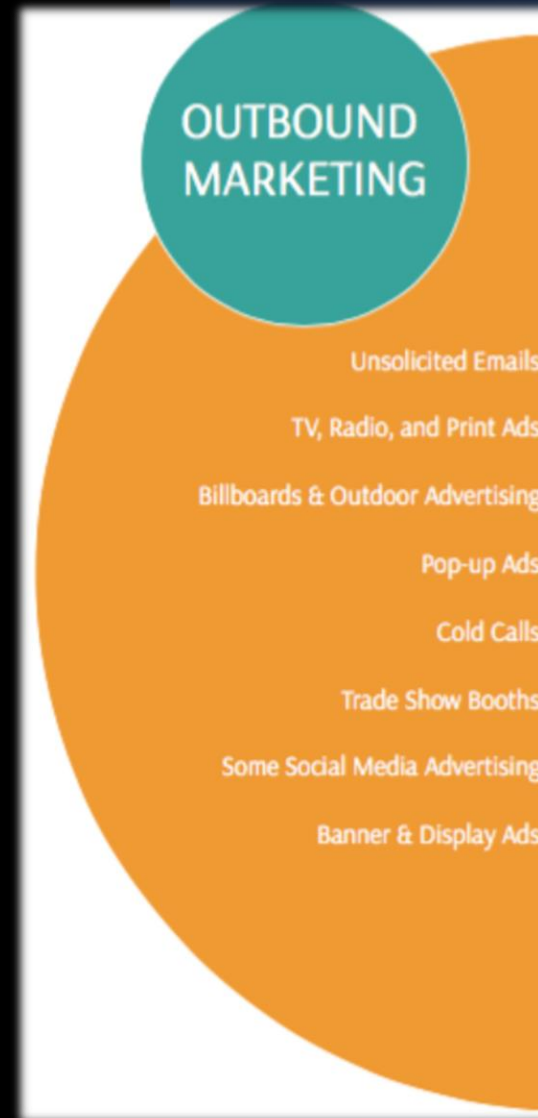 OUTBOUND
MARKETING
Unsolicited Emails
TV, Radio, and Print Ads
Billboards & Outdoor Advertising
Pop-up Ads
Cold Calls
Trade Show Booths
Some Social Media Advertising
Banner & Display Ads